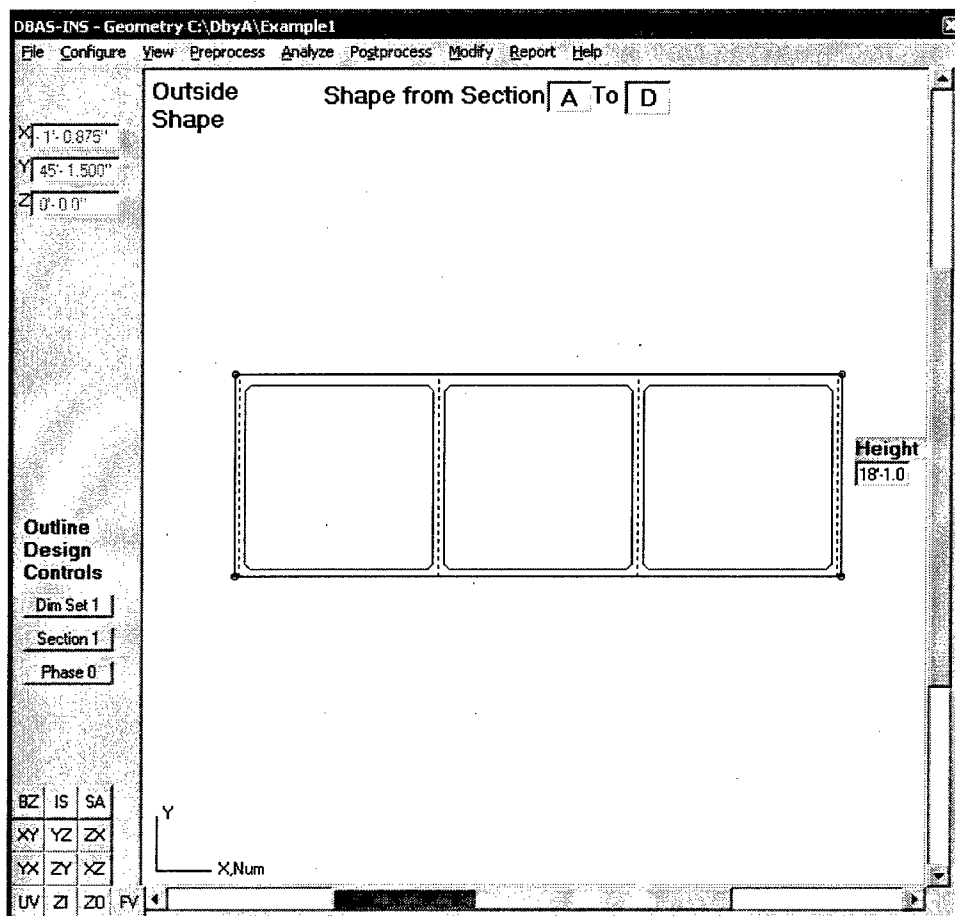 DBAS-INS - Geometry C:\DbyA\Example1
File Configure View Preprocess Analyze Postprocess Modify Report Help
Outside
Shape
Shape from Section A To D
X -1'-0.875"
Y 45'-1.500"
Z 0'-0.0"
Height
18'-1.0
Outline
Design
Controls
Dim Set 1
Section 1
Phase 0
BZ IS SA
XY YZ ZX
YX ZY XZ
UV ZI ZO FV
Y
X,Num